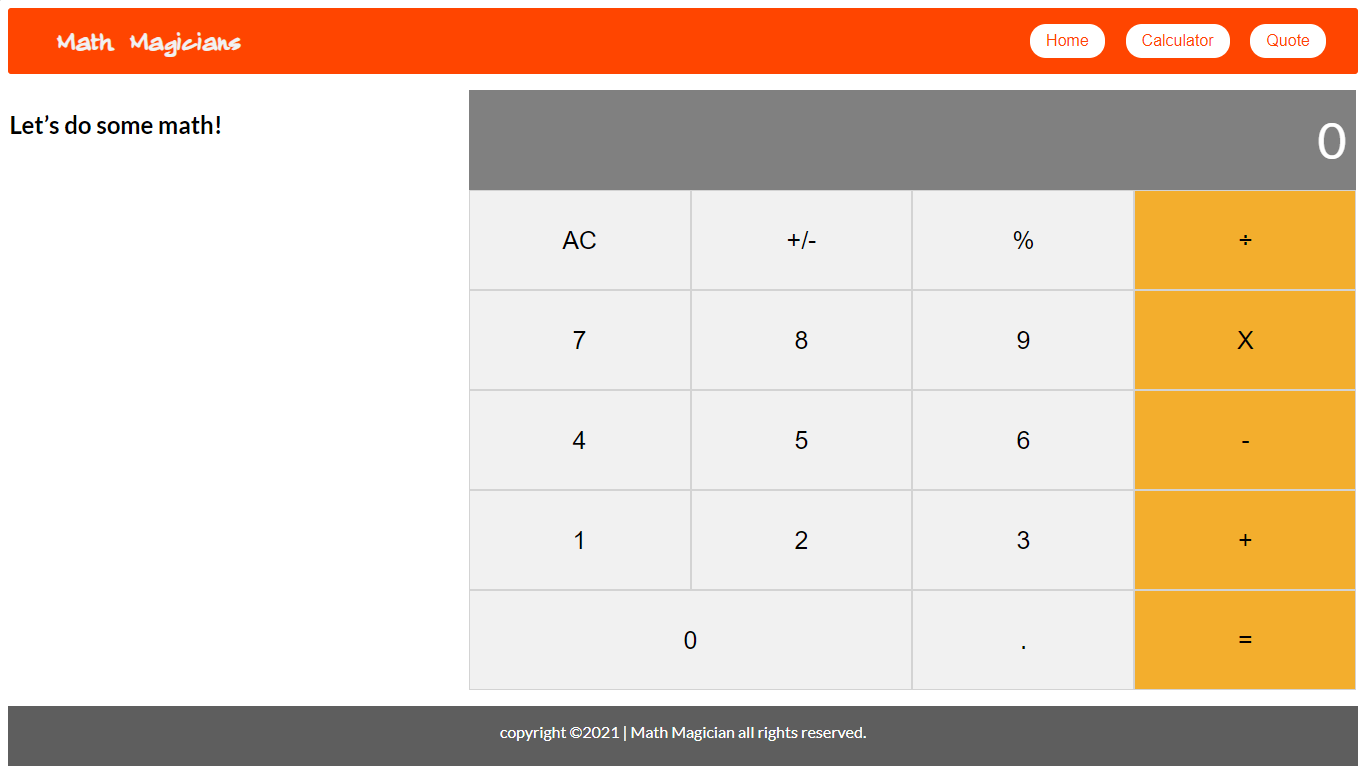 Math Magicians
Home Calculator Quote
Let’s do some math!
0
AC +/- % ÷
7 8 9 X
4 5 6 -
1 2 3 +
0 . =
copyright ©2021 | Math Magician all rights reserved.